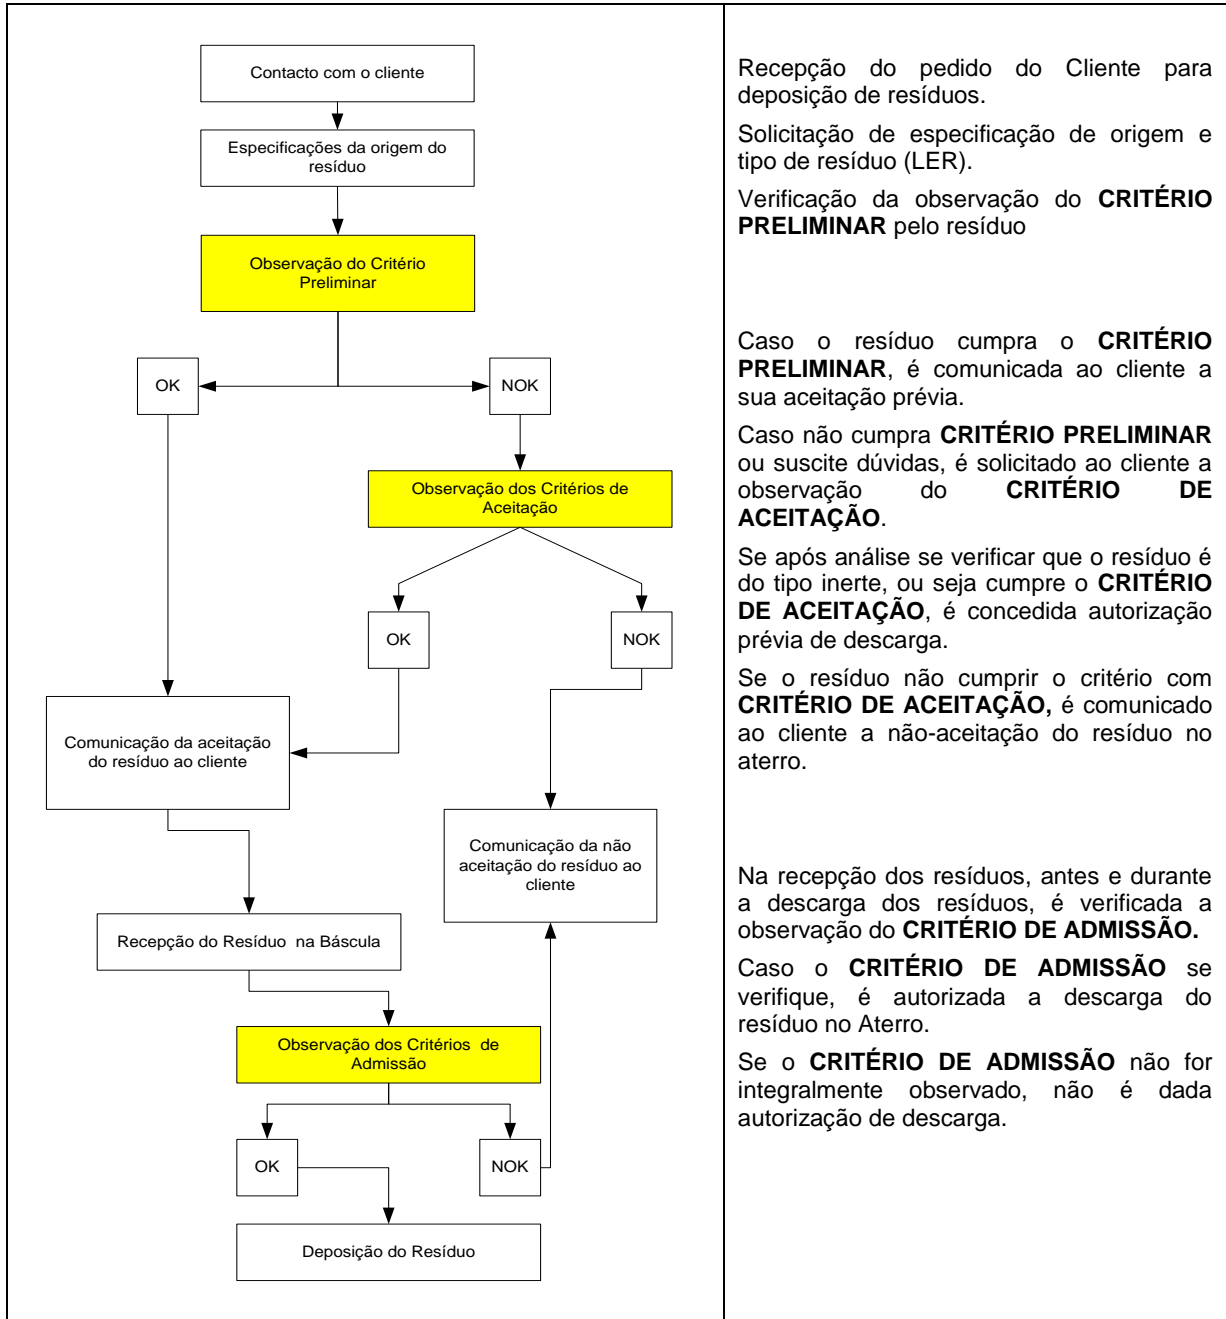 Contacto com o cliente
Especificações da origem do
resíduo
Observação do Critério
Preliminar
OK
NOK
Observação dos Critérios de
Aceitação
OK
NOK
Comunicação da aceitação
do resíduo ao cliente
Comunicação da não
aceitação do resíduo ao
cliente
Recepção do Resíduo na Báscula
Observação dos Critérios de
Admissão
OK
NOK
Deposição do Resíduo
Recepção do pedido do Cliente para
deposição de resíduos.
Solicitação de especificação de origem e
tipo de resíduo (LER).
Verificação da observação do CRITÉRIO
PRELIMINAR pelo resíduo
Caso o resíduo cumpra o CRITÉRIO
PRELIMINAR, é comunicada ao cliente a
sua aceitação prévia.
Caso não cumpra CRITÉRIO PRELIMINAR
ou suscite dúvidas, é solicitado ao cliente a
observação do CRITÉRIO DE
ACEITAÇÃO.
Se após análise se verificar que o resíduo é
do tipo inerte, ou seja cumpre o CRITÉRIO
DE ACEITAÇÃO, é concedida autorização
prévia de descarga.
Se o resíduo não cumprir o critério com
CRITÉRIO DE ACEITAÇÃO, é comunicado
ao cliente a não-aceitação do resíduo no
aterro.
Na recepção dos resíduos, antes e durante
a descarga dos resíduos, é verificada a
observação do CRITÉRIO DE ADMISSÃO.
Caso o CRITÉRIO DE ADMISSÃO se
verifique, é autorizada a descarga do
resíduo no Aterro.
Se o CRITÉRIO DE ADMISSÃO não for
integralmente observado, não é dada
autorização de descarga.